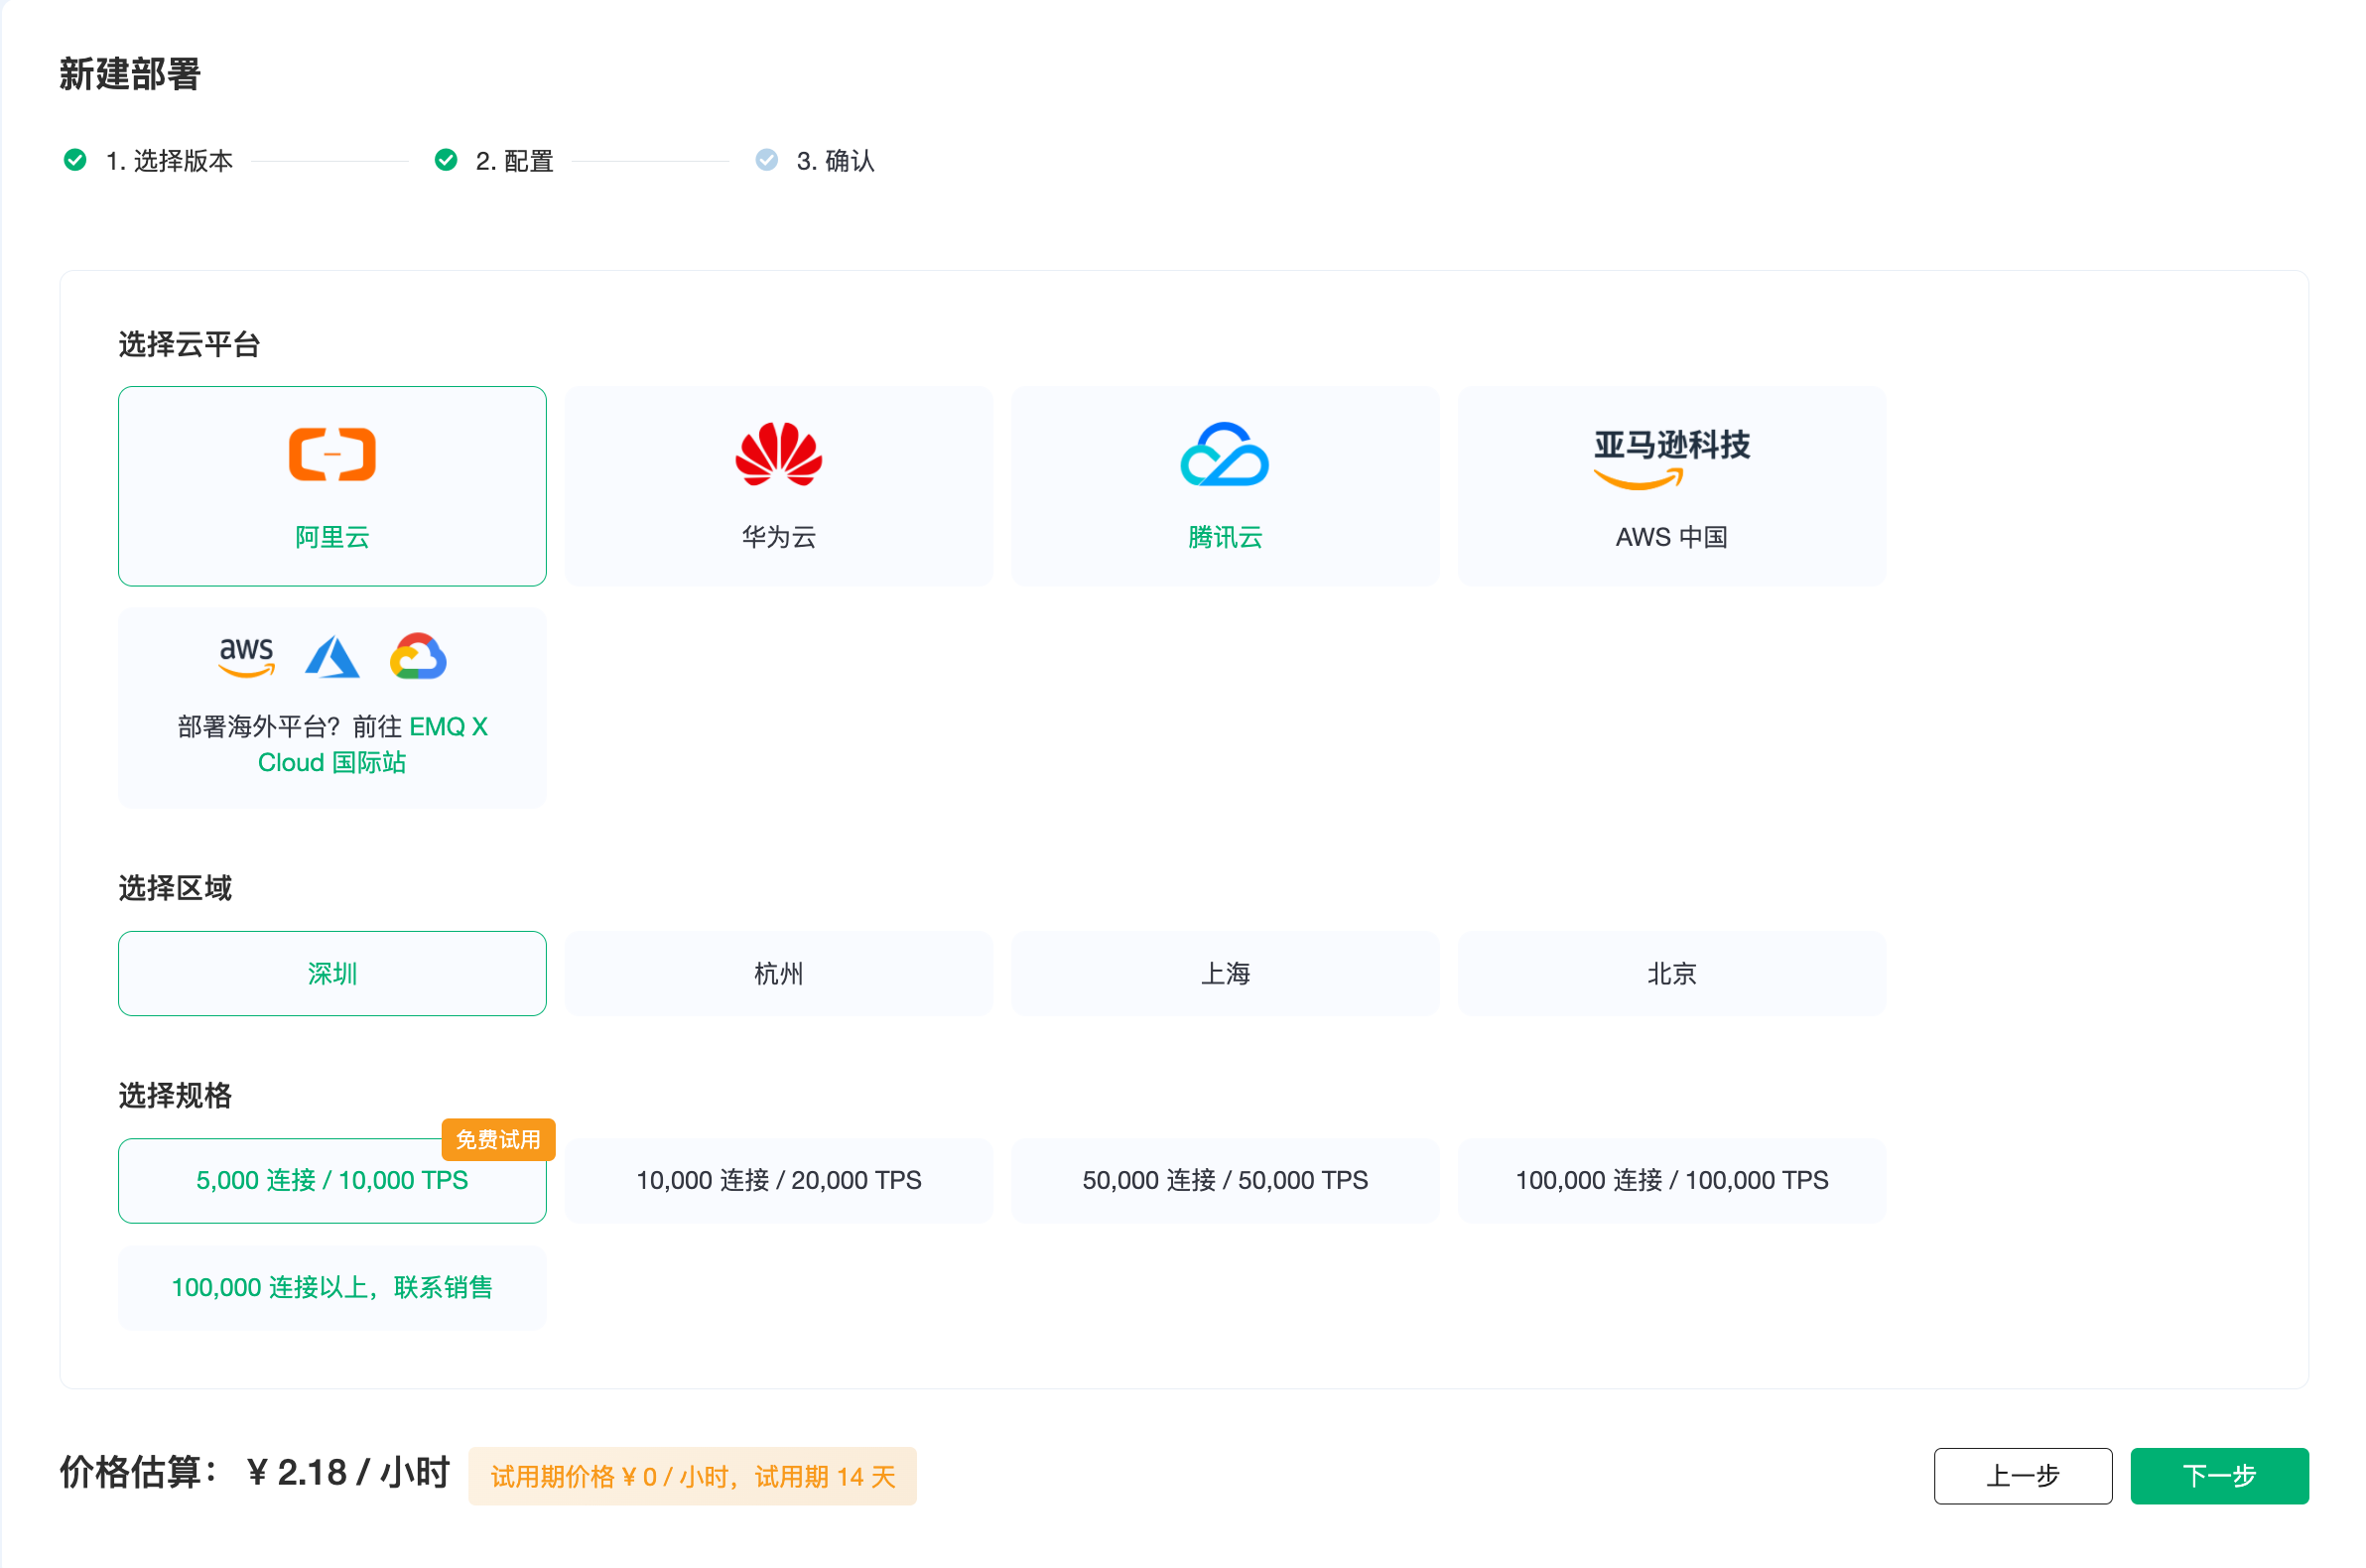 新建部署
1. 选择版本
2. 配置
3. 确认
选择云平台
阿里云
华为云
腾讯云
亚马逊科技
AWS 中国
aws
部署海外平台？前往 EMQ X
Cloud 国际站
选择区域
深圳
杭州
上海
北京
选择规格
免费试用
5,000 连接 / 10,000 TPS
10,000 连接 / 20,000 TPS
50,000 连接 / 50,000 TPS
100,000 连接 / 100,000 TPS
100,000 连接以上，联系销售
价格估算： ¥ 2.18 / 小时
试用期价格 ¥ 0 / 小时，试用期 14 天
上一步
下一步